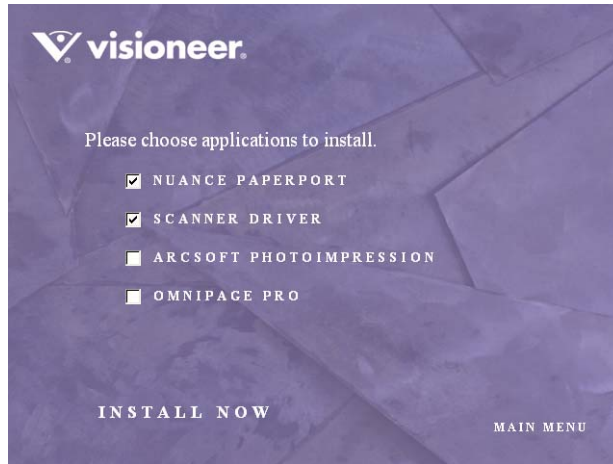 visioneer®
Please choose applications to install.
NUANCE PAPERPORT
SCANNER DRIVER
ARCSOFT PHOTOIMPRESSION
OMNIPAGE PRO
INSTALL NOW
MAIN MENU